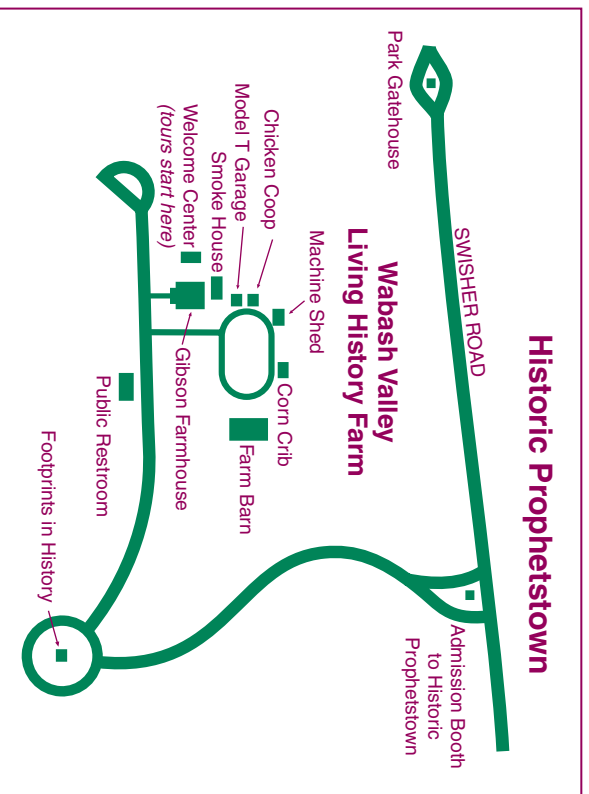 Historic Prophetstown
SWISHER ROAD
Park Gatehouse
Admission Booth
to Historic
Prophetstown
Wabash Valley
Living History Farm
Machine Shed
Chicken Coop
Model T Garage
Smoke House
Welcome Center
(tours start here)
Corn Crib
Farm Barn
Gibson Farmhouse
Public Restroom
Footprints in History